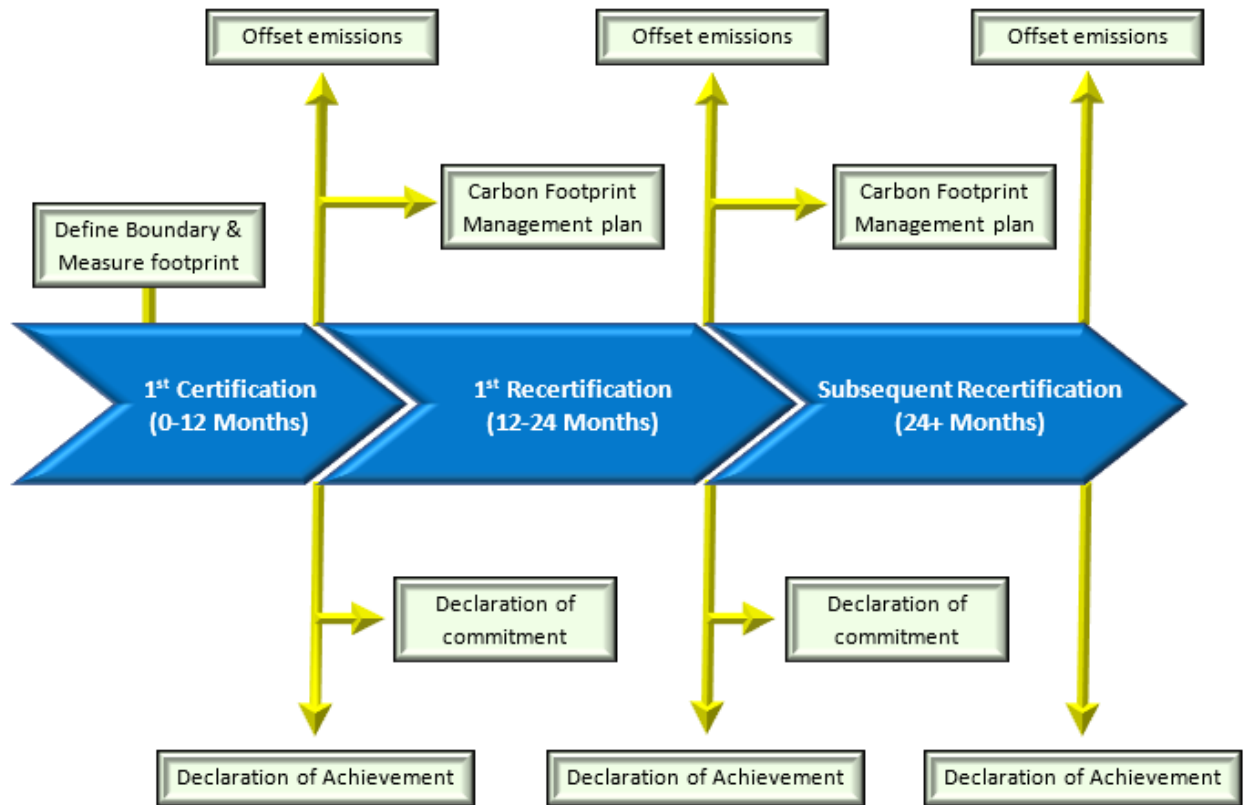 Offset emissions
Offset emissions
Offset emissions
Carbon Footprint
Management plan
Carbon Footprint
Management plan
Define Boundary &
Measure footprint
1st Certification
(0-12 Months)
1st Recertification
(12-24 Months)
Subsequent Recertification
(24+ Months)
Declaration of
commitment
Declaration of
commitment
Declaration of Achievement
Declaration of Achievement
Declaration of Achievement